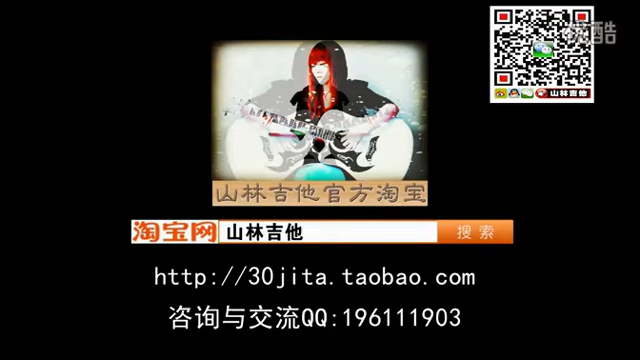 优酷
山林吉他
山林吉他官方淘宝
淘宝网 山林吉他 搜索
http://30jita.taobao.com
咨询与交流QQ:196111903